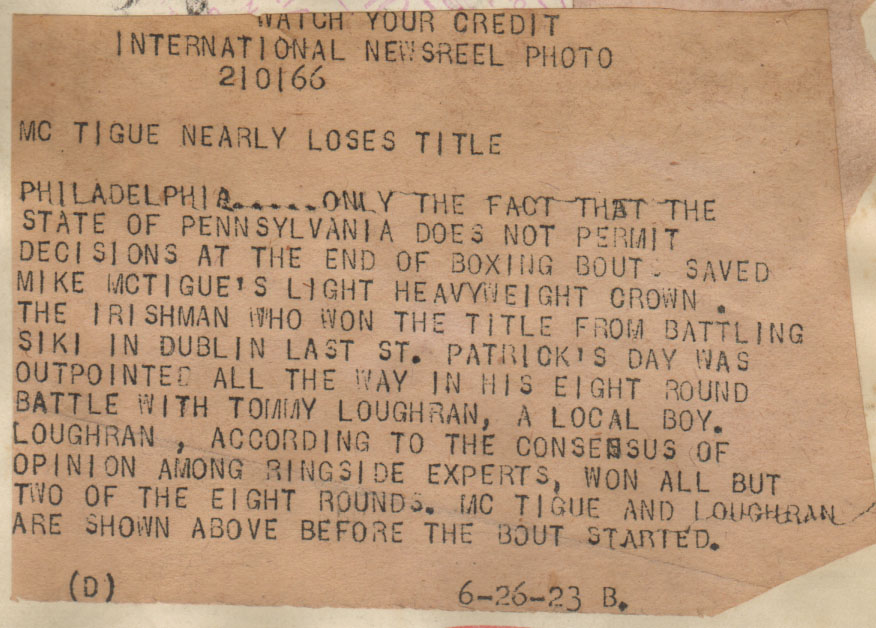 WATCH YOUR CREDIT
INTERNATIONAL NEWSREEL PHOTO
210166
MC TIGUE NEARLY LOSES TITLE
PHILADELPHIA.....ONLY THE FACT THAT THE
STATE OF PENNSYLVANIA DOES NOT PERMIT
DECISIONS AT THE END OF BOXING BOUTS SAVED
MIKE MCTIGUE'S LIGHT HEAVYWEIGHT CROWN .
THE IRISHMAN WHO WON THE TITLE FROM BATTLING
SIKI IN DUBLIN LAST ST. PATRICK'S DAY WAS
OUTPOINTED ALL THE WAY IN HIS EIGHT ROUND
BATTLE WITH TOMMY LOUGHRAN, A LOCAL BOY.
LOUGHRAN , ACCORDING TO THE CONSENSUS OF
OPINION AMONG RINGSIDE EXPERTS, WON ALL BUT
TWO OF THE EIGHT ROUNDS. MC TIGUE AND LOUGHRAN
ARE SHOWN ABOVE BEFORE THE BOUT STARTED.
(D) 6-26-23 B.